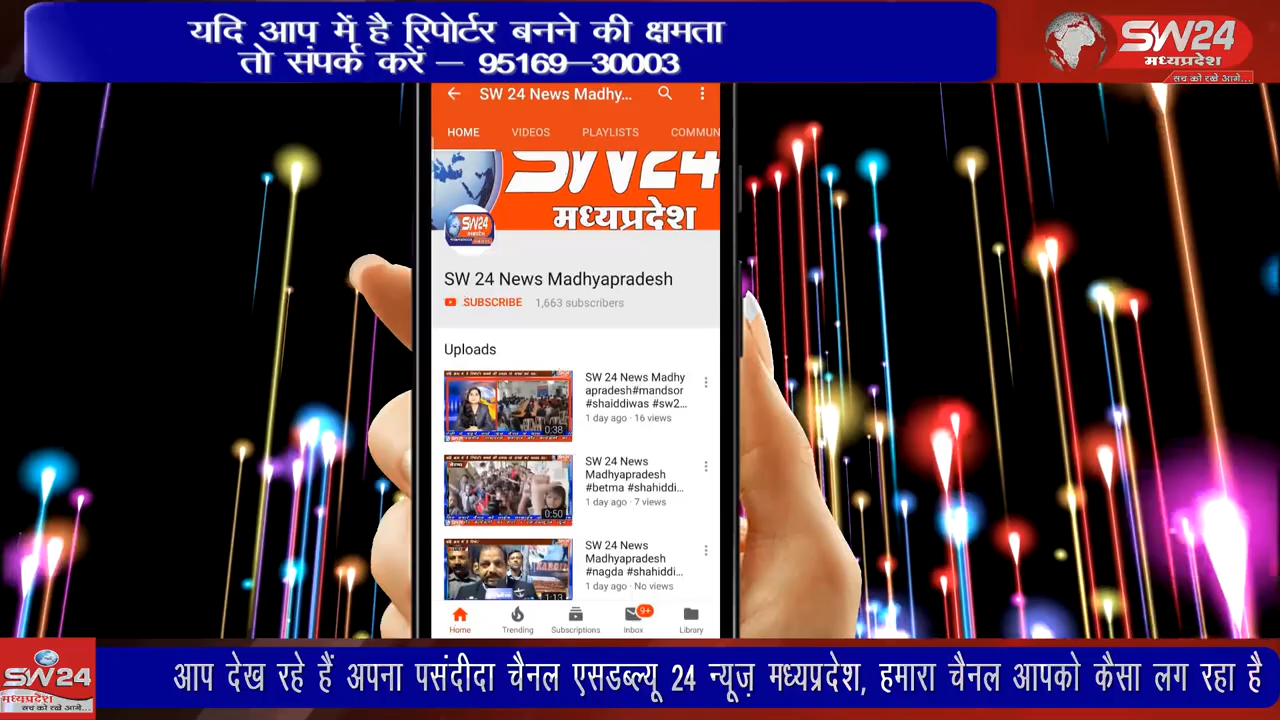 यदि आप में है रिपोर्टर बनने की क्षमता
तो संपर्क करें – 95169–30003
SW24
मध्यप्रदेश
सच को रखे आगे...
SW 24 News Madhy...
HOME VIDEOS PLAYLISTS COMMUN
SW24
मध्यप्रदेश
SW24
SW 24 News Madhyapradesh
SUBSCRIBE 1,663 subscribers
Uploads
SW 24 News Madhy
apradesh#mandsor
#shaiddiwas #sw2...
1 day ago · 16 views
0:38
SW 24 News
Madhyapradesh
#betma #shahiddi...
1 day ago · 7 views
0:50
SW 24 News
Madhyapradesh
#nagda #shahiddi...
1 day ago · No views
1:13
Home Trending Subscriptions Inbox 9+ Library
SW24
मध्यप्रदेश
सच को रखे आगे...
आप देख रहे हैं अपना पसंदीदा चैनल एसडब्ल्यू 24 न्यूज़ मध्यप्रदेश, हमारा चैनल आपको कैसा लग रहा है